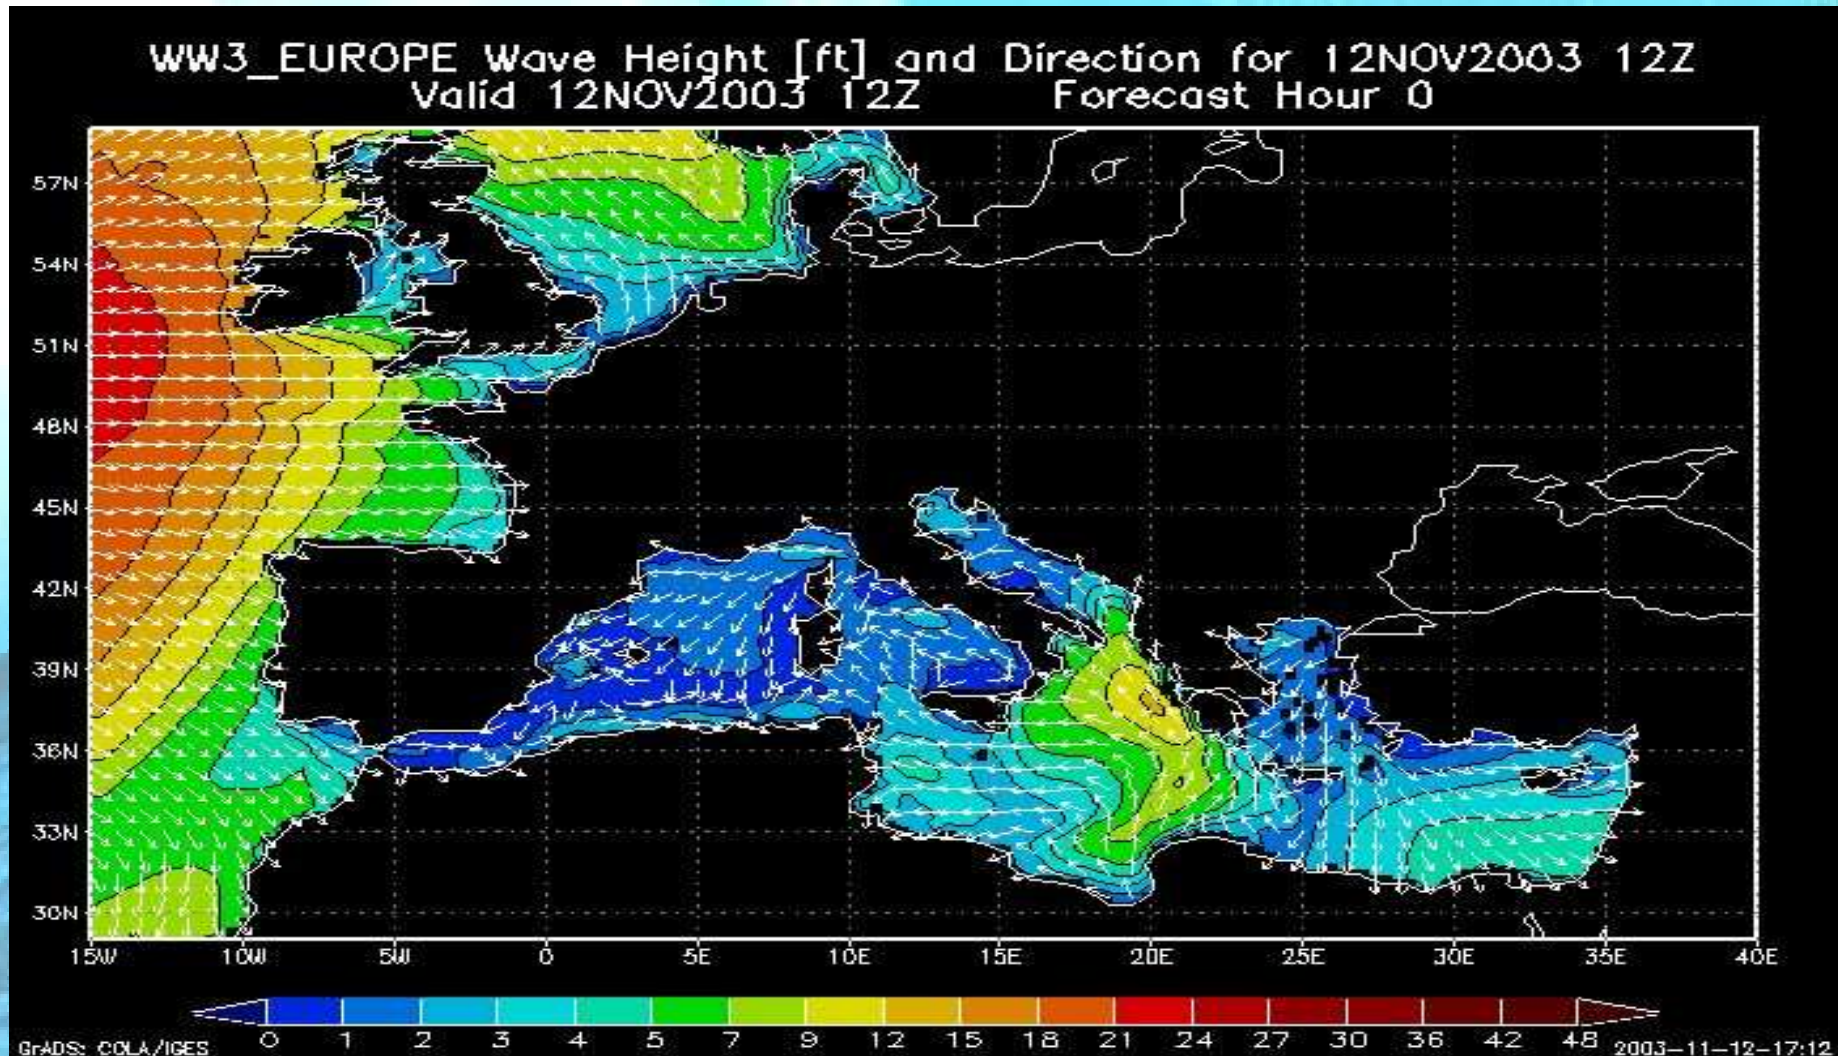 WW3_EUROPE Wave Height [ft] and Direction for 12NOV2003 12Z
Valid 12NOV2003 12Z Forecast Hour 0
57N
54N
51N
48N
45N
42N
39N
36N
33N
30N
15W 10W 5W 0 5E 10E 15E 20E 25E 30E 35E 40E
0 1 2 3 4 5 7 9 12 15 18 21 24 27 30 36 42 48
GrADS: COLA/IGES 2003-11-12-17:12